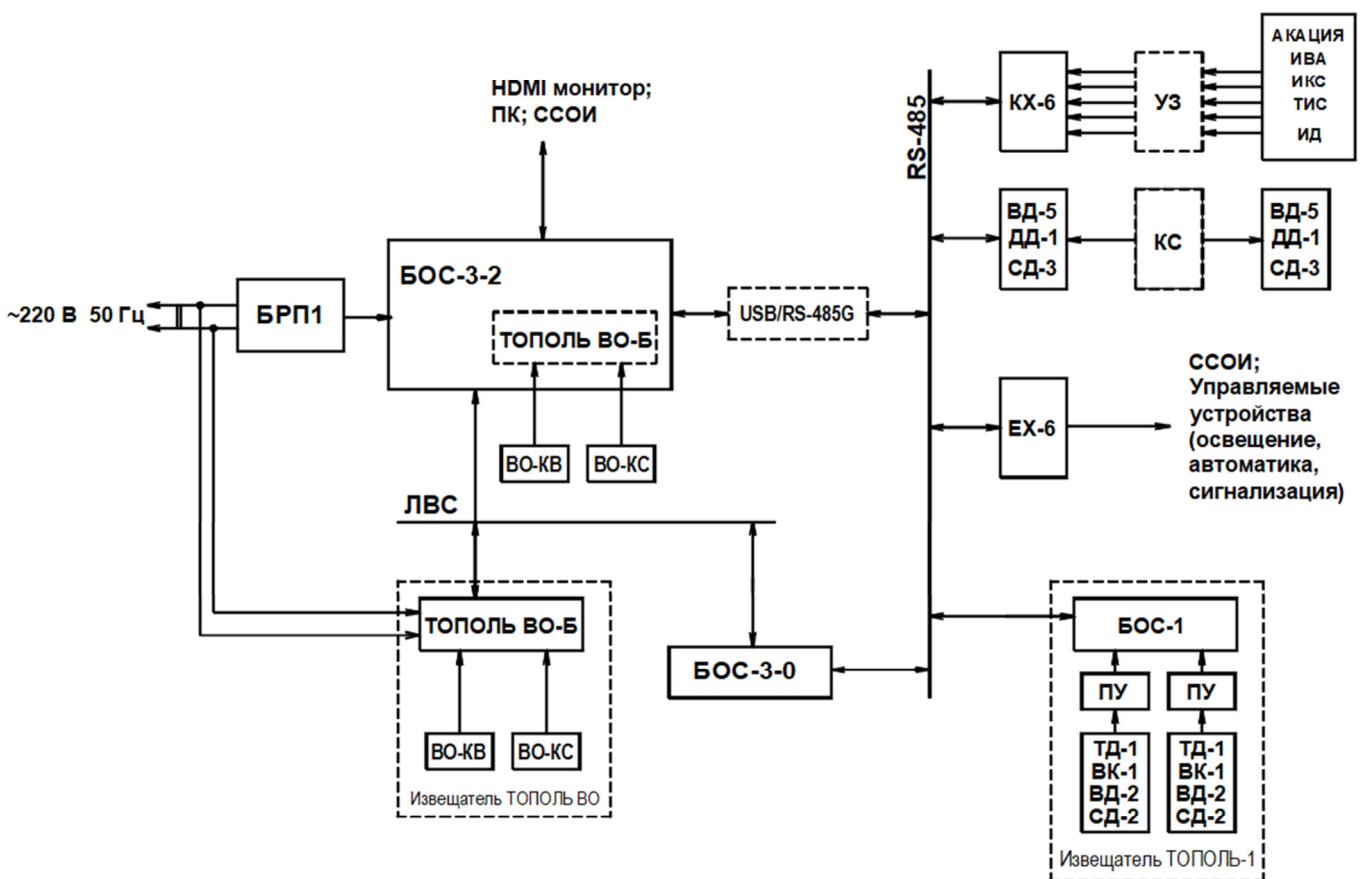 HDMI монитор;
ПК; ССОИ
RS-485
КХ-6
УЗ
АКАЦИЯ
ИВА
ИКС
ТИС
ИД
ВД-5
ДД-1
СД-3
КС
ВД-5
ДД-1
СД-3
~220 В 50 Гц
БРП1
БОС-3-2
ТОПОЛЬ ВО-Б
USB/RS-485G
ВО-КВ
ВО-КС
ЕХ-6
ССОИ;
Управляемые
устройства
(освещение,
автоматика,
сигнализация)
ЛВС
ТОПОЛЬ ВО-Б
ВО-КВ
ВО-КС
Извещатель ТОПОЛЬ ВО
БОС-3-0
БОС-1
ПУ
ПУ
ТД-1
ВК-1
ВД-2
СД-2
ТД-1
ВК-1
ВД-2
СД-2
Извещатель ТОПОЛЬ-1